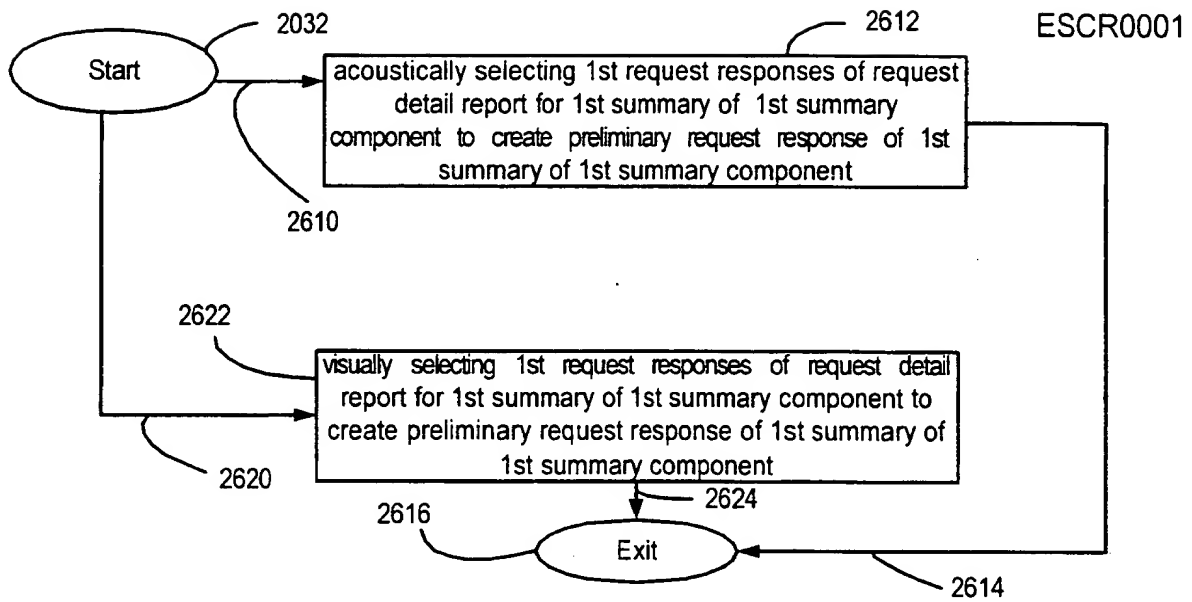 2032
2612
ESCR0001
Start
acoustically selecting 1st request responses of request
detail report for 1st summary of 1st summary
component to create preliminary request response of 1st
summary of 1st summary component
2610
2622
visually selecting 1st request responses of request detail
report for 1st summary of 1st summary component to
create preliminary request response of 1st summary of
1st summary component
2620
2624
2616
Exit
2614